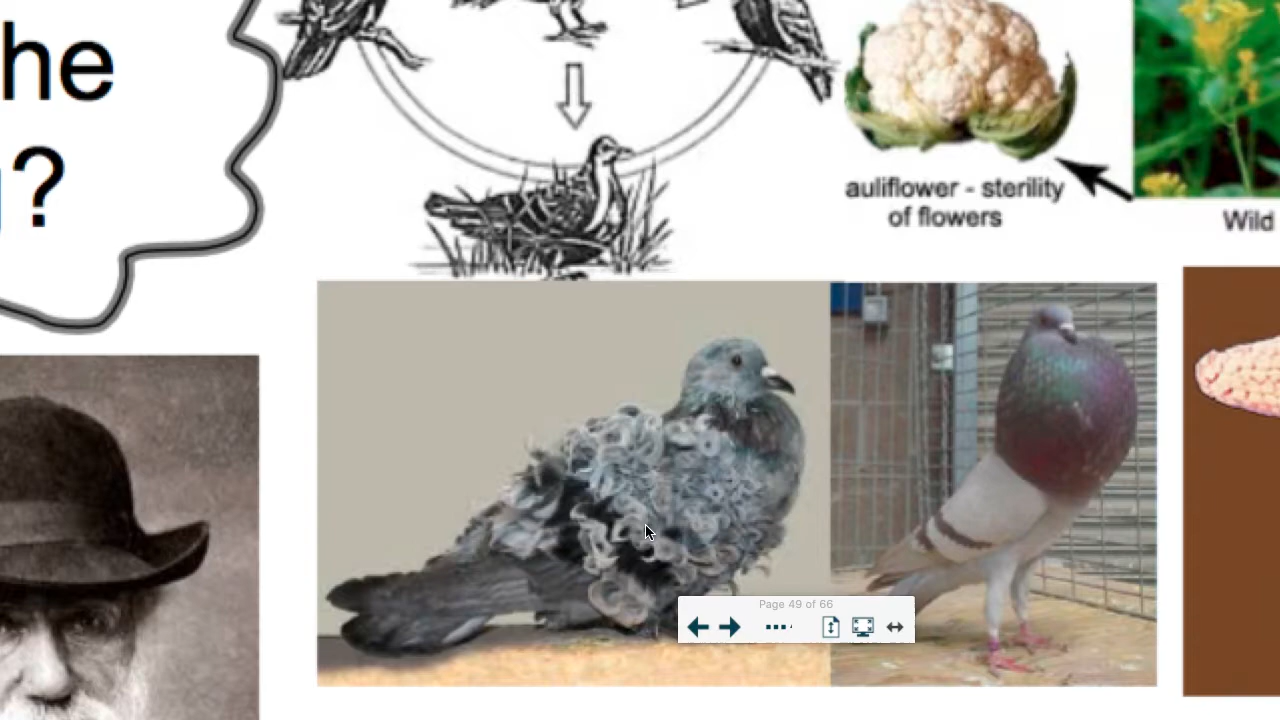 he
?
auliflower - sterility
of flowers
Wild
Page 49 of 66